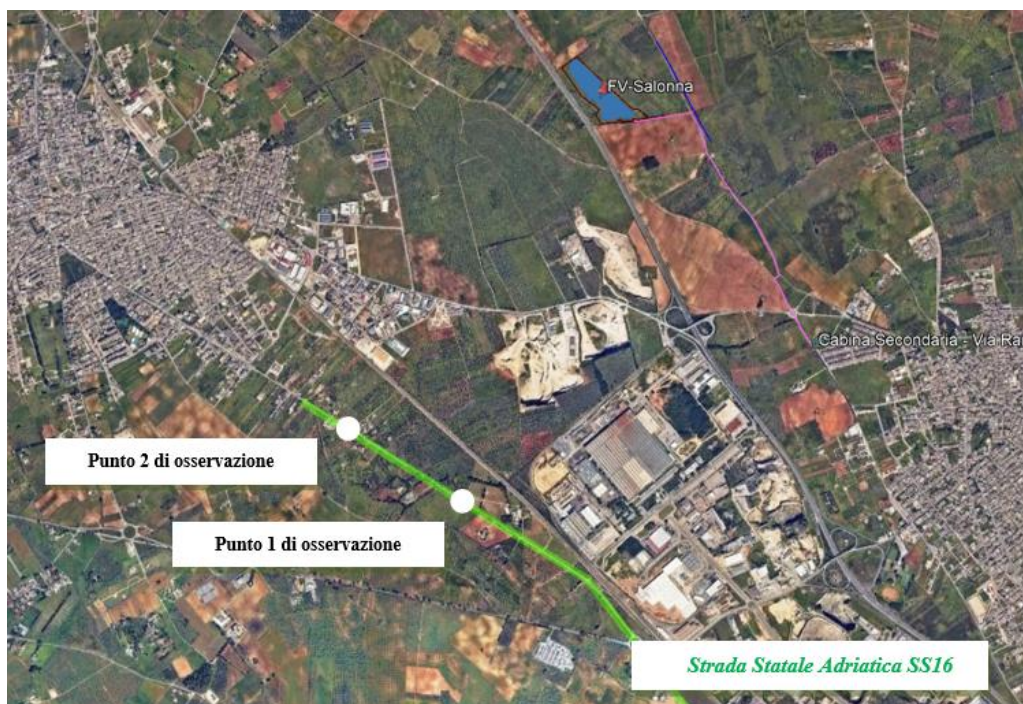 FV-Salonna
Cabina Secondaria - Via Ra
Punto 2 di osservazione
Punto 1 di osservazione
Strada Statale Adriatica SS16